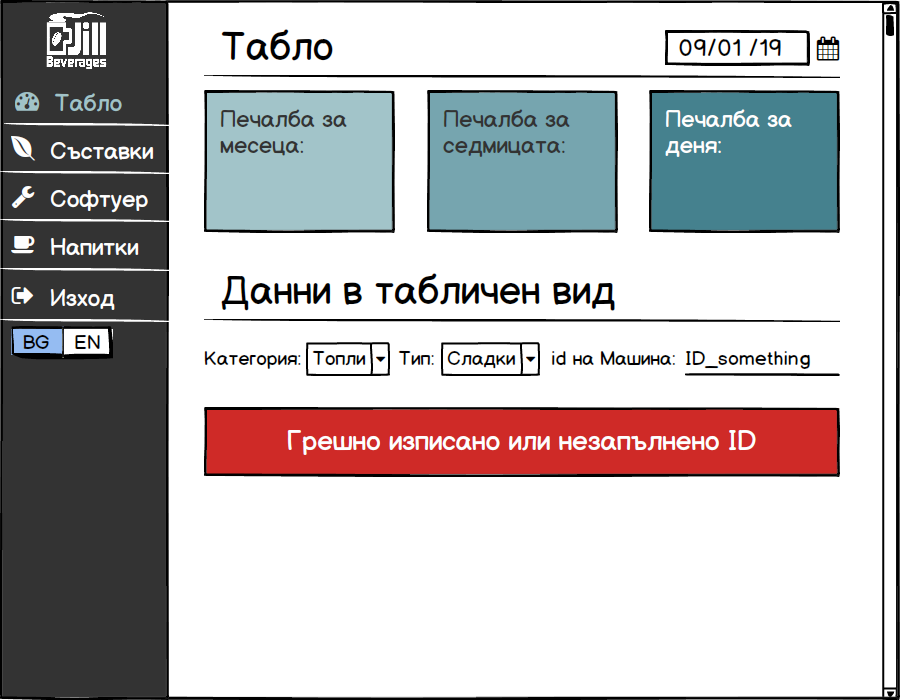 Jill
Beverages
Табло
Съставки
Софтуер
Напитки
Изход
BG EN
Табло
09/01 /19
Печалба за
месеца:
Печалба за
седмицата:
Печалба за
деня:
Данни в табличен вид
Категория: Топли Тип: Сладки id на Машина: ID_something
Грешно изписано или незапълнено ID